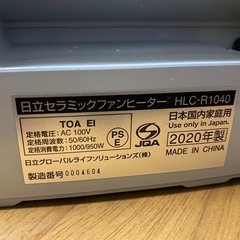 日立セラミックファンヒーター HLC-R1040
TOA EI
定格電圧:AC 100V
定格周波数:50/60Hz
定格消費電力:1000/950W
PS
E
JQA
日本国内家庭用
Use only in Japan.
2020年製
MADE IN CHINA
日立グローバルライフソリューションズ(株)
製造番号 0004604